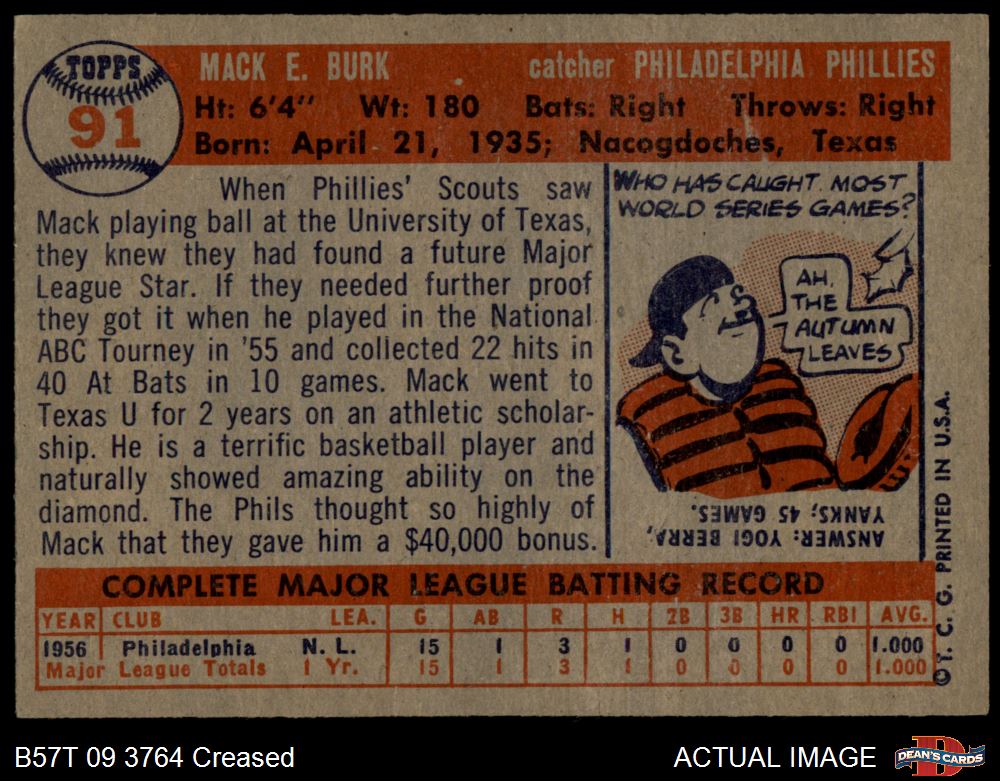 TOPPS
91
MACK E. BURK catcher PHILADELPHIA PHILLIES
Ht: 6'4" Wt: 180 Bats: Right Throws: Right
Born: April 21, 1935; Nacogdoches, Texas
When Phillies' Scouts saw
Mack playing ball at the University of Texas,
they knew they had found a future Major
League Star. If they needed further proof
they got it when he played in the National
ABC Tourney in '55 and collected 22 hits in
40 At Bats in 10 games. Mack went to
Texas U for 2 years on an athletic scholar-
ship. He is a terrific basketball player and
naturally showed amazing ability on the
diamond. The Phils thought so highly of
Mack that they gave him a $40,000 bonus.
WHO HAS CAUGHT MOST
WORLD SERIES GAMES?
AH,
THE
AUTUMN
LEAVES
ANSWER: YOGI BERRA,
YANKS; 45 GAMES.
COMPLETE MAJOR LEAGUE BATTING RECORD
YEAR CLUB LEA. G AB R H 2B 3B HR RBI AVG.
1956 Philadelphia N. L. 15 1 3 1 0 0 0 0 1.000
Major League Totals 1 Yr. 15 1 3 1 0 0 0 0 1.000
© T. C. G. PRINTED IN U.S.A.
B57T 09 3764 Creased ACTUAL IMAGE
D
DEAN'S CARDS